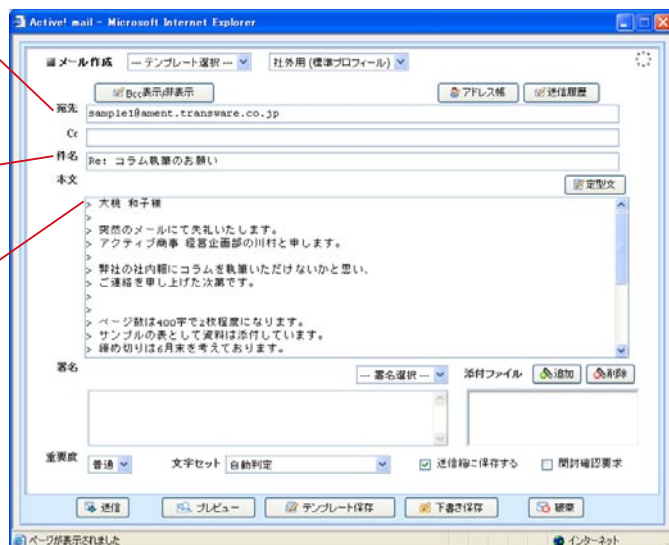 Active! mail - Microsoft Internet Explorer
メール作成 --- テンプレート選択 --- 社外用(標準プロフィール)
Bcc表示/非表示 アドレス帳 送信履歴
宛先 sample1@ament.transware.co.jp
Cc
件名 Re: コラム執筆のお願い
本文 定型文
> 大桃 和子様
>
> 突然のメールにて失礼いたします。
> アクティブ商事 経営企画部の川村と申します。
>
> 弊社の社内報にコラムを執筆いただけないかと思い、
> ご連絡を申し上げた次第です。
>
>
> ページ数は400字で2枚程度になります。
> サンプルの表として資料は添付しています。
> 締め切りは6月末を考えております。
署名 --- 署名選択 --- 添付ファイル 追加 削除
重要度 普通 文字セット 自動判定 送信箱に保存する 開封確認要求
送信 プレビュー テンプレート保存 下書き保存 破棄
ページが表示されました インターネット